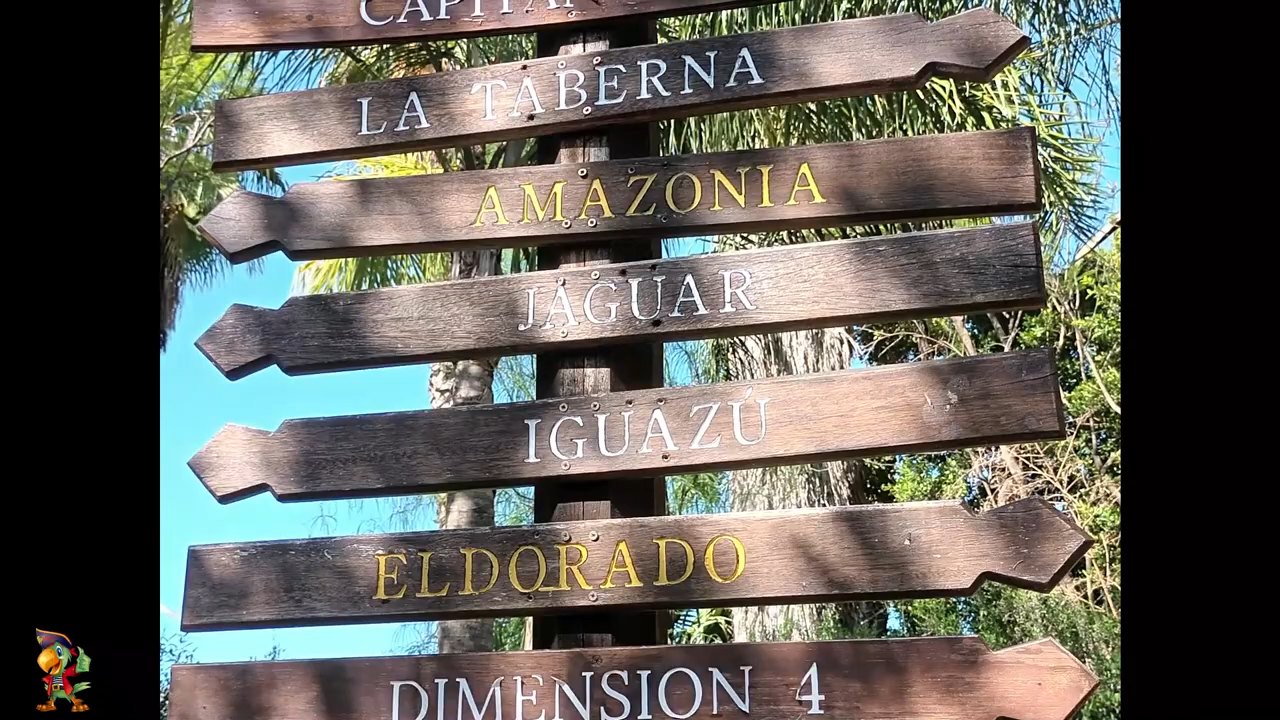 LA TABERNA
AMAZONIA
JAGUAR
IGUAZÚ
ELDORADO
DIMENSION 4